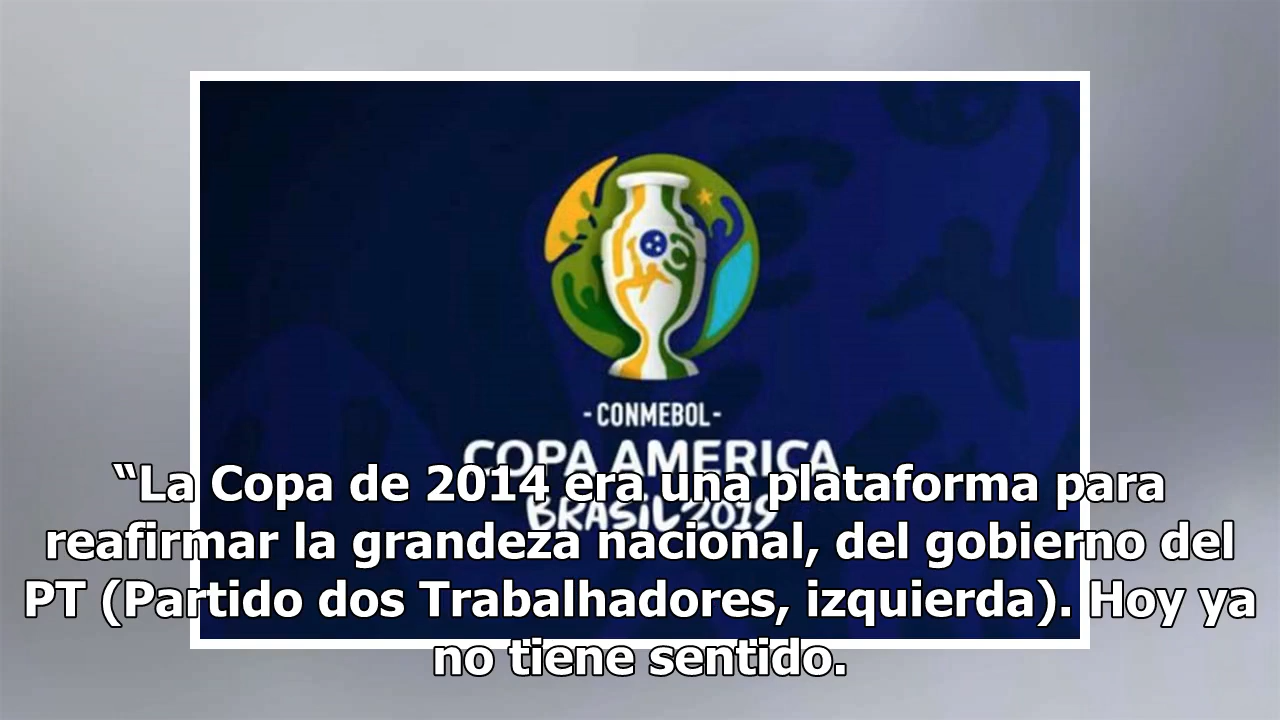 - CONMEBOL -
COPA AMERICA
BRASIL 2019
“La Copa de 2014 era una plataforma para
reafirmar la grandeza nacional, del gobierno del
PT (Partido dos Trabalhadores, izquierda). Hoy ya
no tiene sentido.